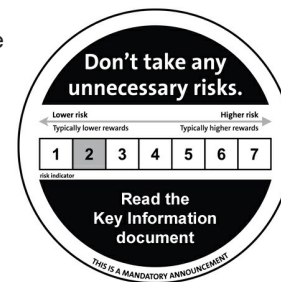 e
Don't take any
unnecessary risks.
Lower risk Higher risk
Typically lower rewards Typically higher rewards
1 2 3 4 5 6 7
risk indicator
Read the
Key Information
document
THIS IS A MANDATORY ANNOUNCEMENT